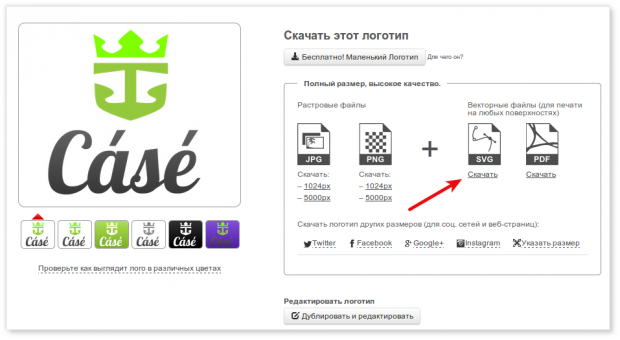 Cásé
Cásé Cásé Cásé Cásé Cásé Cásé
Проверьте как выглядит лого в различных цветах
Скачать этот логотип
Бесплатно! Маленький Логотип Для чего он?
Полный размер, высокое качество.
Растровые файлы
Векторные файлы (для печати
на любых поверхностях)
JPG PNG + SVG PDF
Скачать: Скачать: Скачать Скачать
– 1024px – 1024px
– 5000px – 5000px
Скачать логотип других размеров (для соц. сетей и веб-страниц):
Twitter Facebook Google+ Instagram Указать размер
Редактировать логотип
Дублировать и редактировать